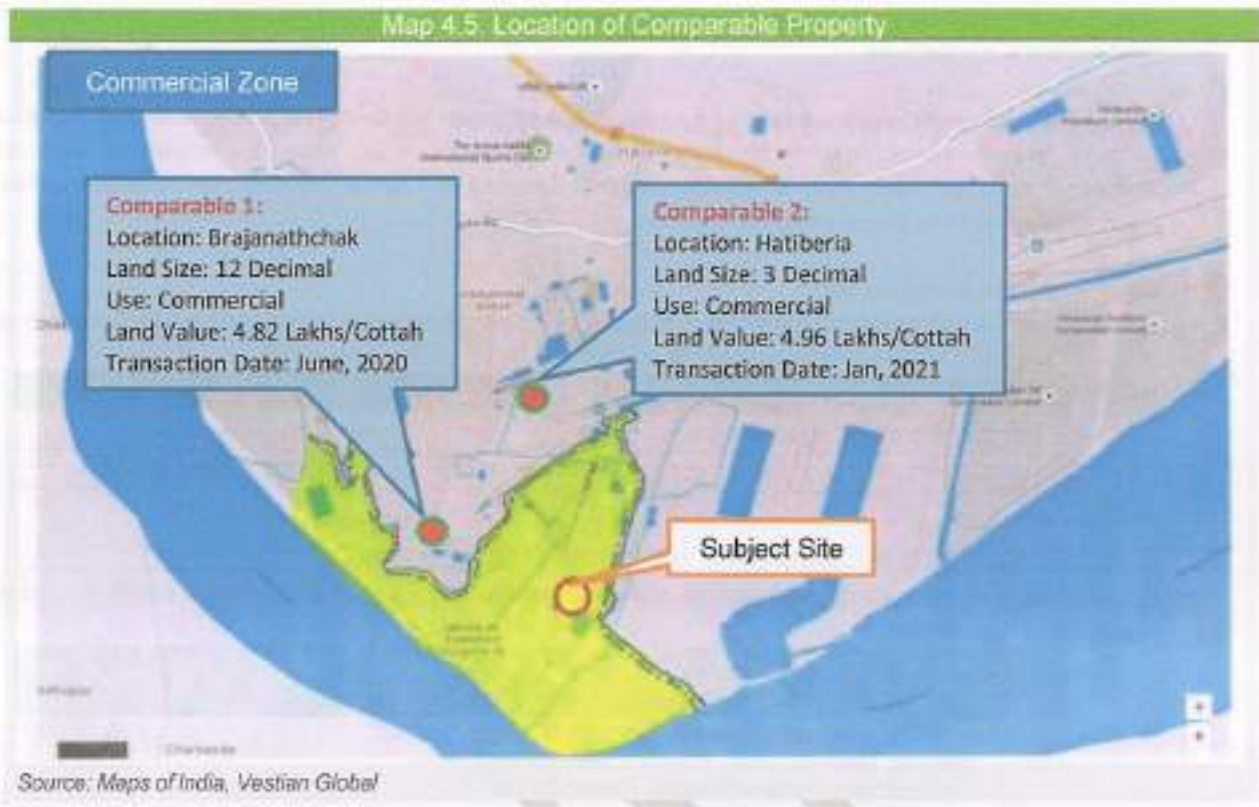 Map 4.5. Location of Comparable Property
Commercial Zone
Comparable 1:
Location: Brajanathchak
Land Size: 12 Decimal
Use: Commercial
Land Value: 4.82 Lakhs/Cottah
Transaction Date: June, 2020
Comparable 2:
Location: Hatiberia
Land Size: 3 Decimal
Use: Commercial
Land Value: 4.96 Lakhs/Cottah
Transaction Date: Jan, 2021
Subject Site
Source: Maps of India, Vestian Global